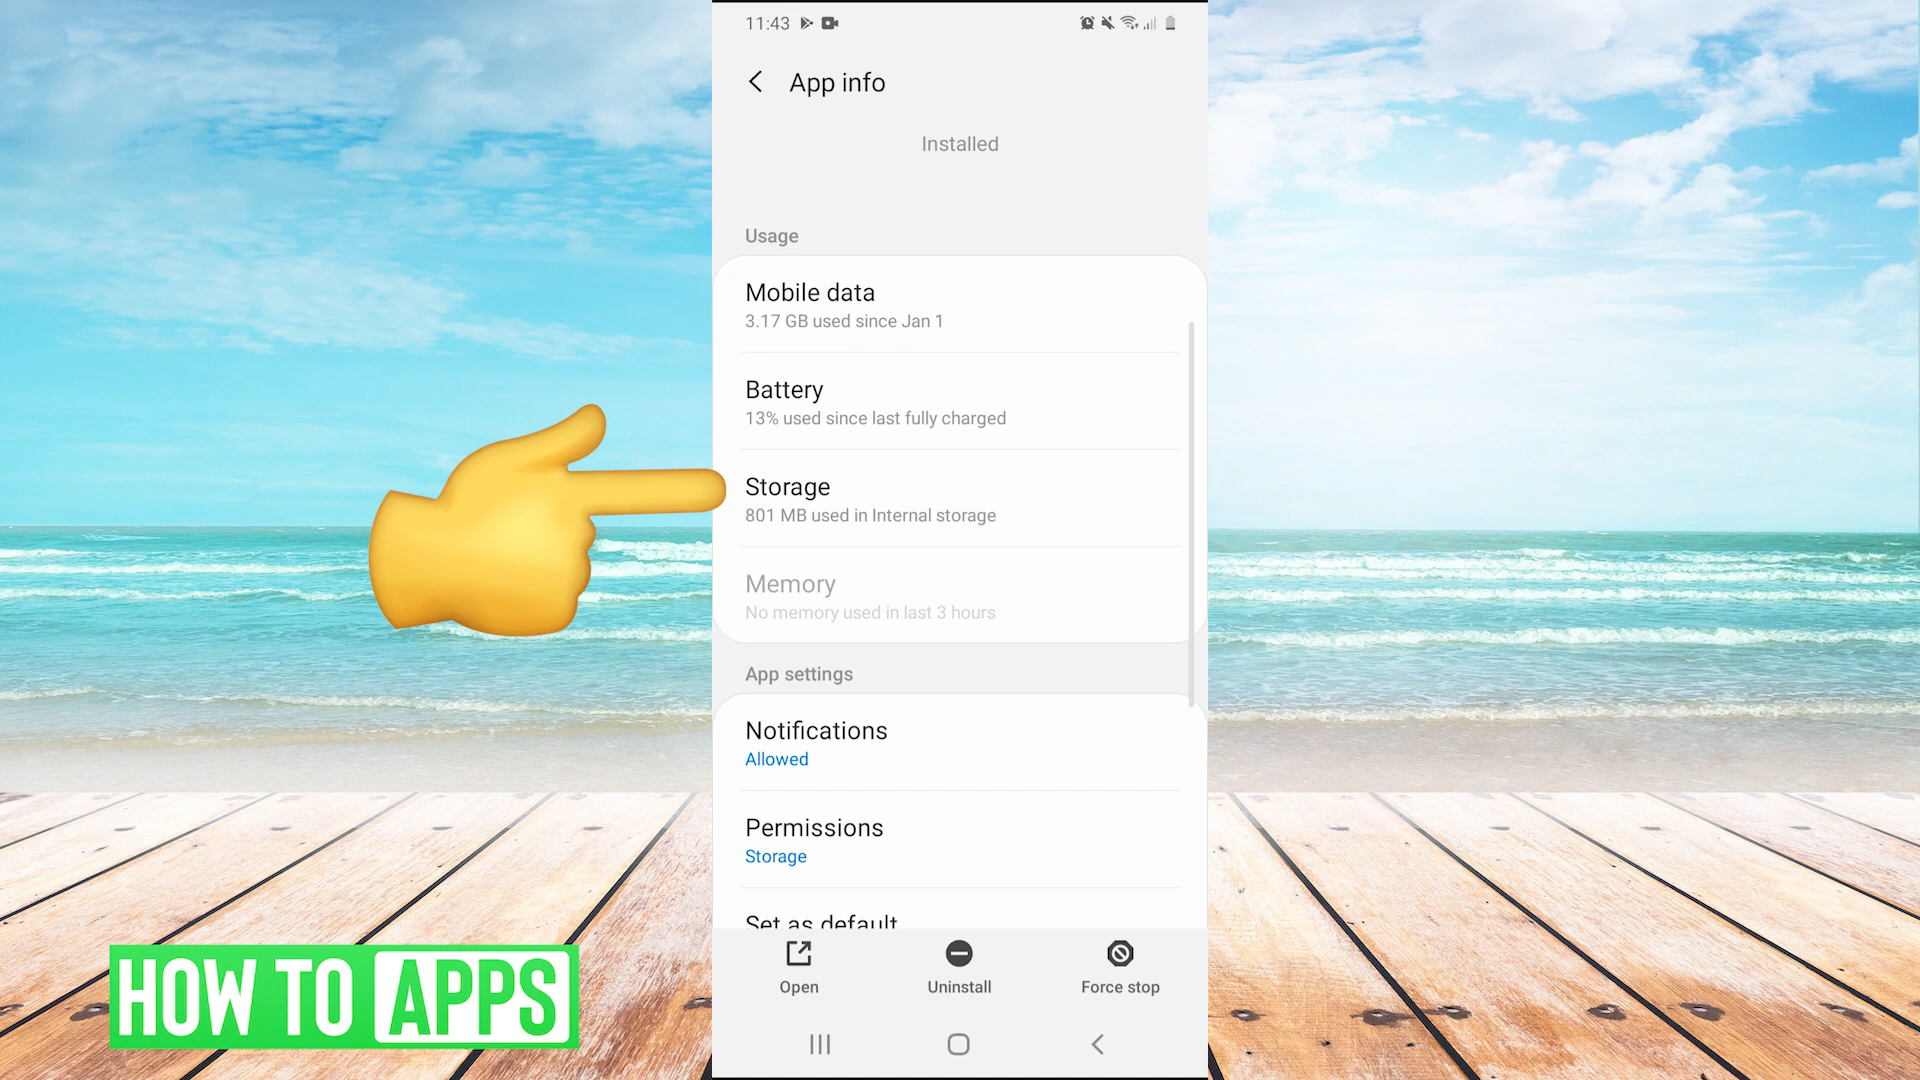 11:43
App info
Installed
Usage
Mobile data
3.17 GB used since Jan 1
Battery
13% used since last fully charged
Storage
801 MB used in Internal storage
Memory
No memory used in last 3 hours
App settings
Notifications
Allowed
Permissions
Storage
Set as default
Open Uninstall Force stop
HOW TO APPS